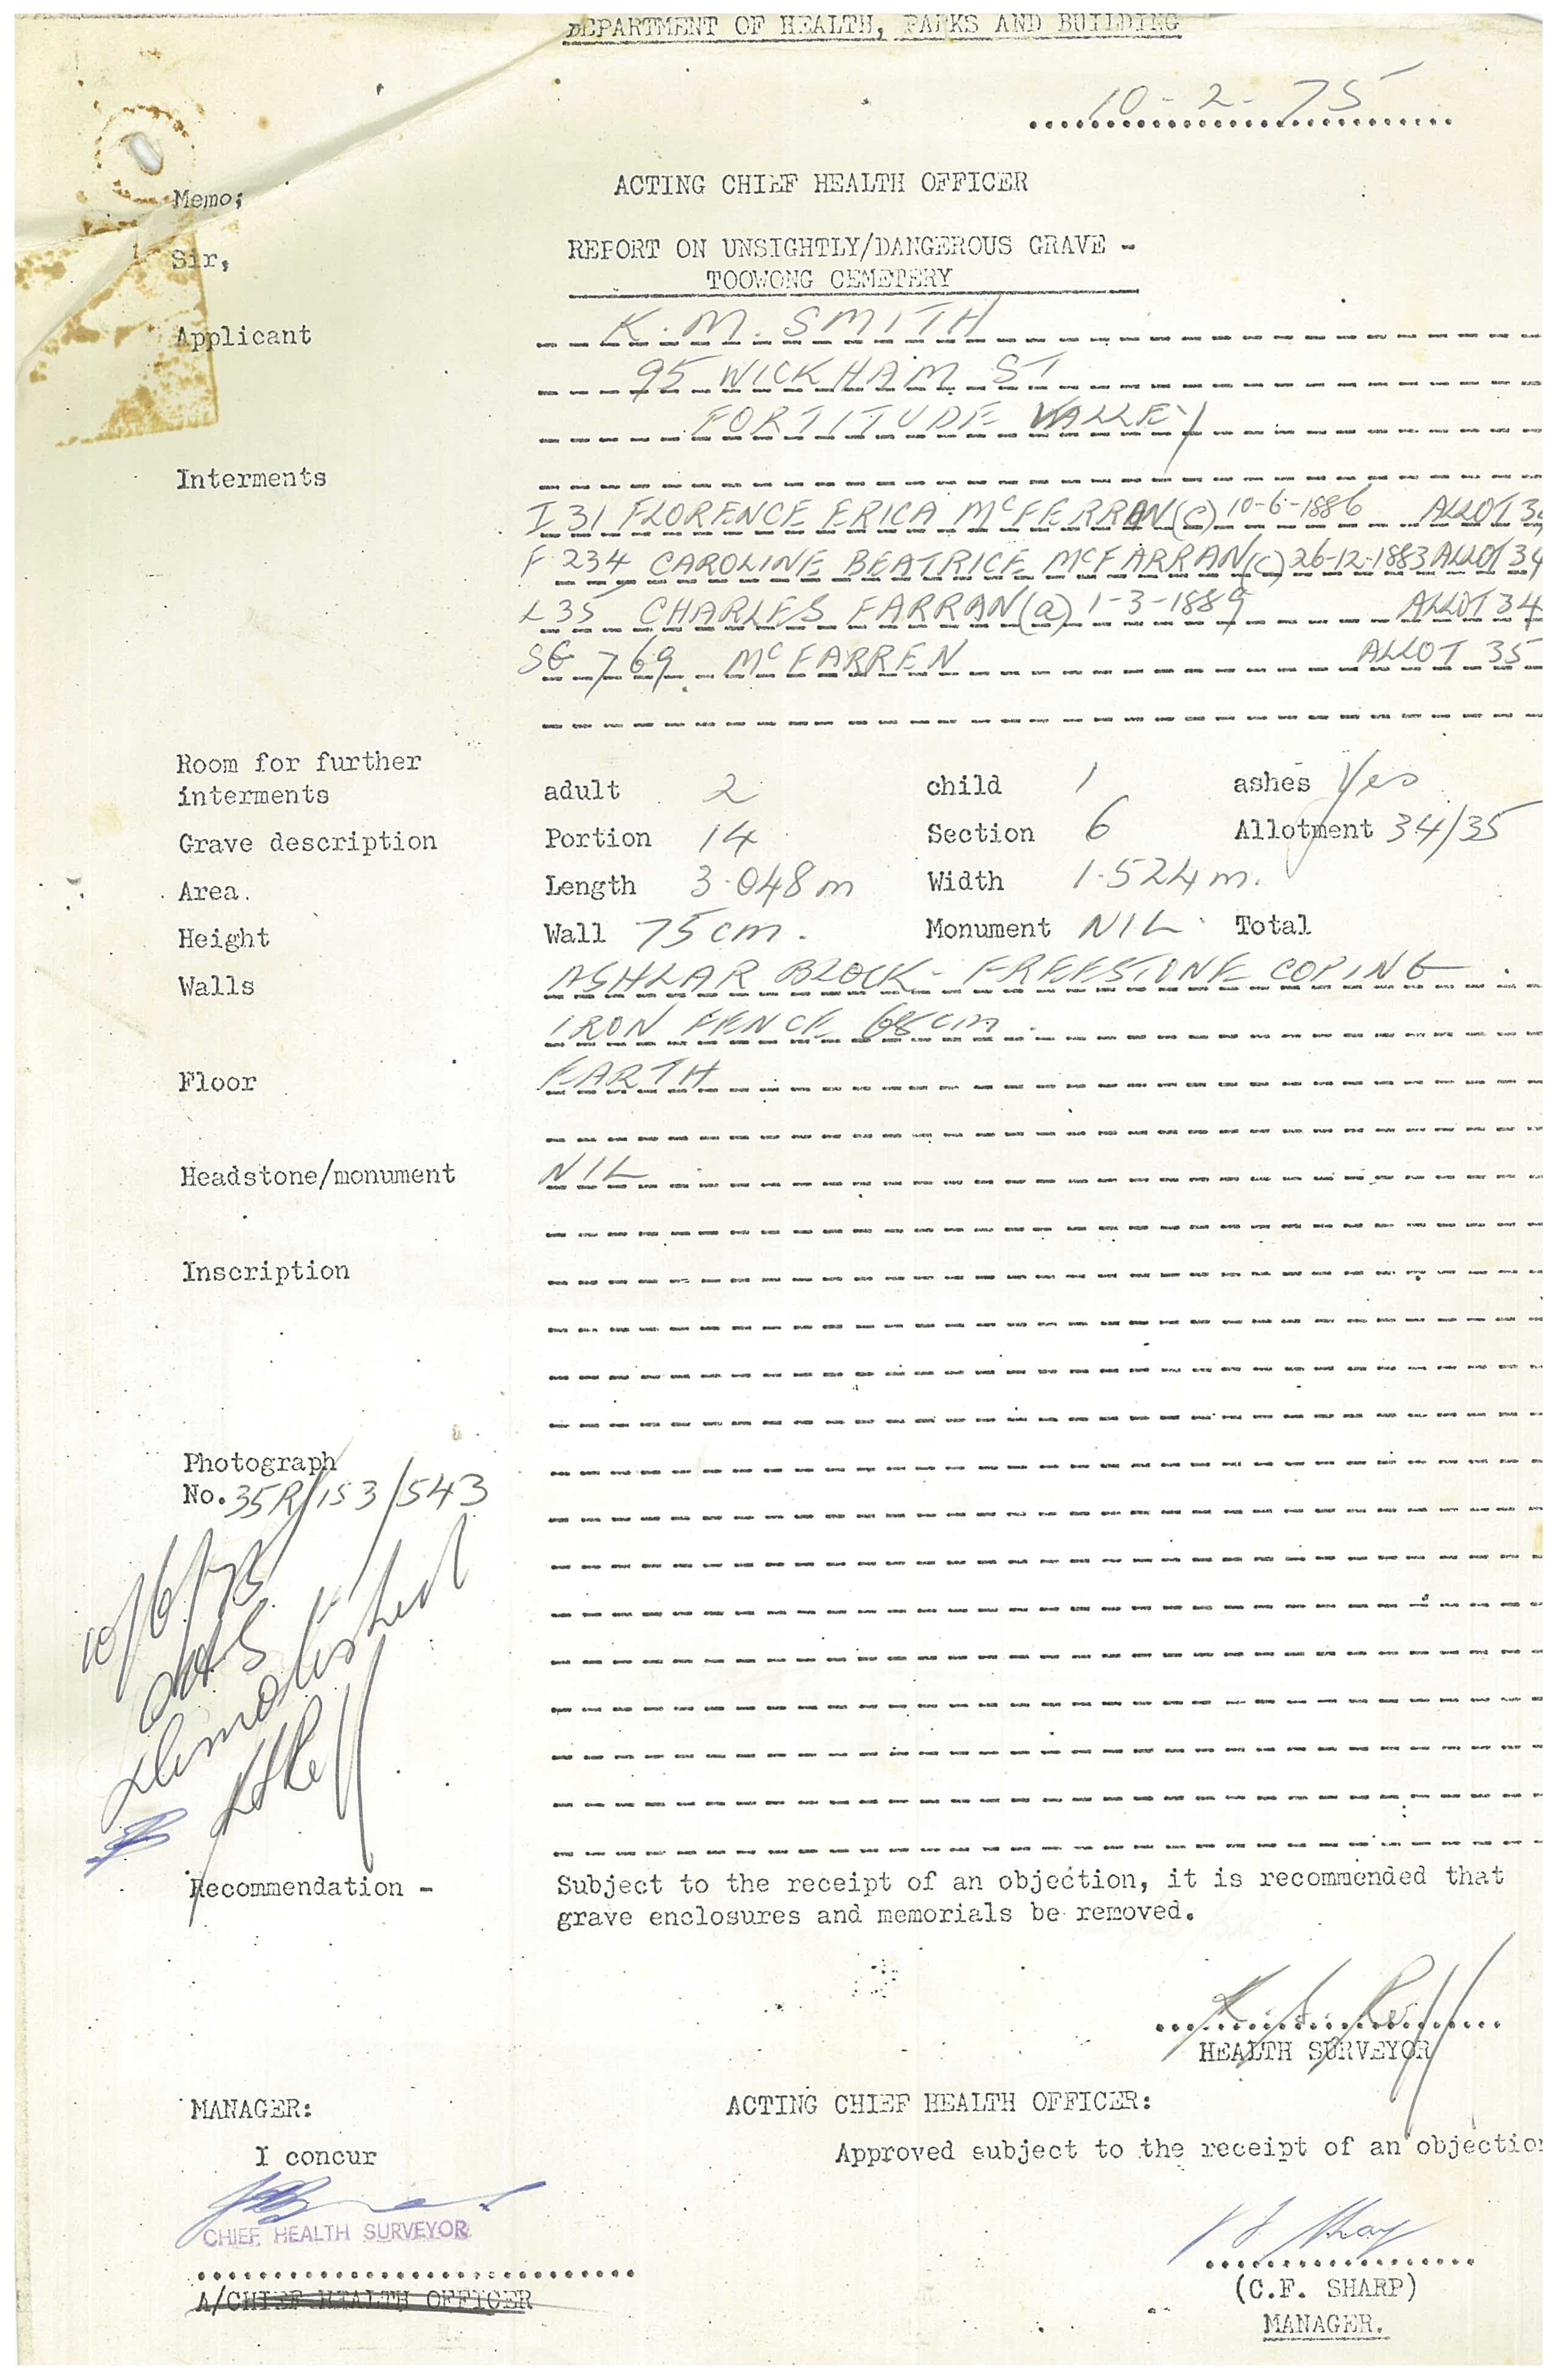 DEPARTMENT OF HEALTH, PARKS AND BUILDING
10-2-75
ACTING CHIEF HEALTH OFFICER
Memo;
REPORT ON UNSIGHTLY/DANGEROUS GRAVE -
Sir,
TOOWONG CEMETERY
Applicant K.M. SMITH
95 WICKHAM ST
FORTITUDE VALLEY
Interments
I 31 FLORENCE ERICA McFERRAN (C) 10-6-1886 ALLOT 34
F 234 CAROLINE BEATRICE McFARRAN (C) 26-12-1883 ALLOT 34
L 35 CHARLES FARRAN (a) 1-3-1889 ALLOT 34
SG 769 McFARREN ALLOT 35
Room for further
interments adult 2 child 1 ashes Yes
Grave description Portion 14 Section 6 Allotment 34/35
Area. Length 3.048m Width 1.524m.
Height Wall 75cm. Monument NIL Total
Walls ASHLAR BLOCK - FREESTONE COPING.
IRON FENCE 68cm.
Floor EARTH
Headstone/monument NIL
Inscription
Photograph
No. 35R/153/543
10/6/75
demolished
Recommendation - Subject to the receipt of an objection, it is recommended that
grave enclosures and memorials be removed.
HEALTH SURVEYOR
MANAGER: ACTING CHIEF HEALTH OFFICER:
I concur Approved subject to the receipt of an objection
CHIEF HEALTH SURVEYOR
A/CHIEF HEALTH OFFICER
(C.F. SHARP)
MANAGER.